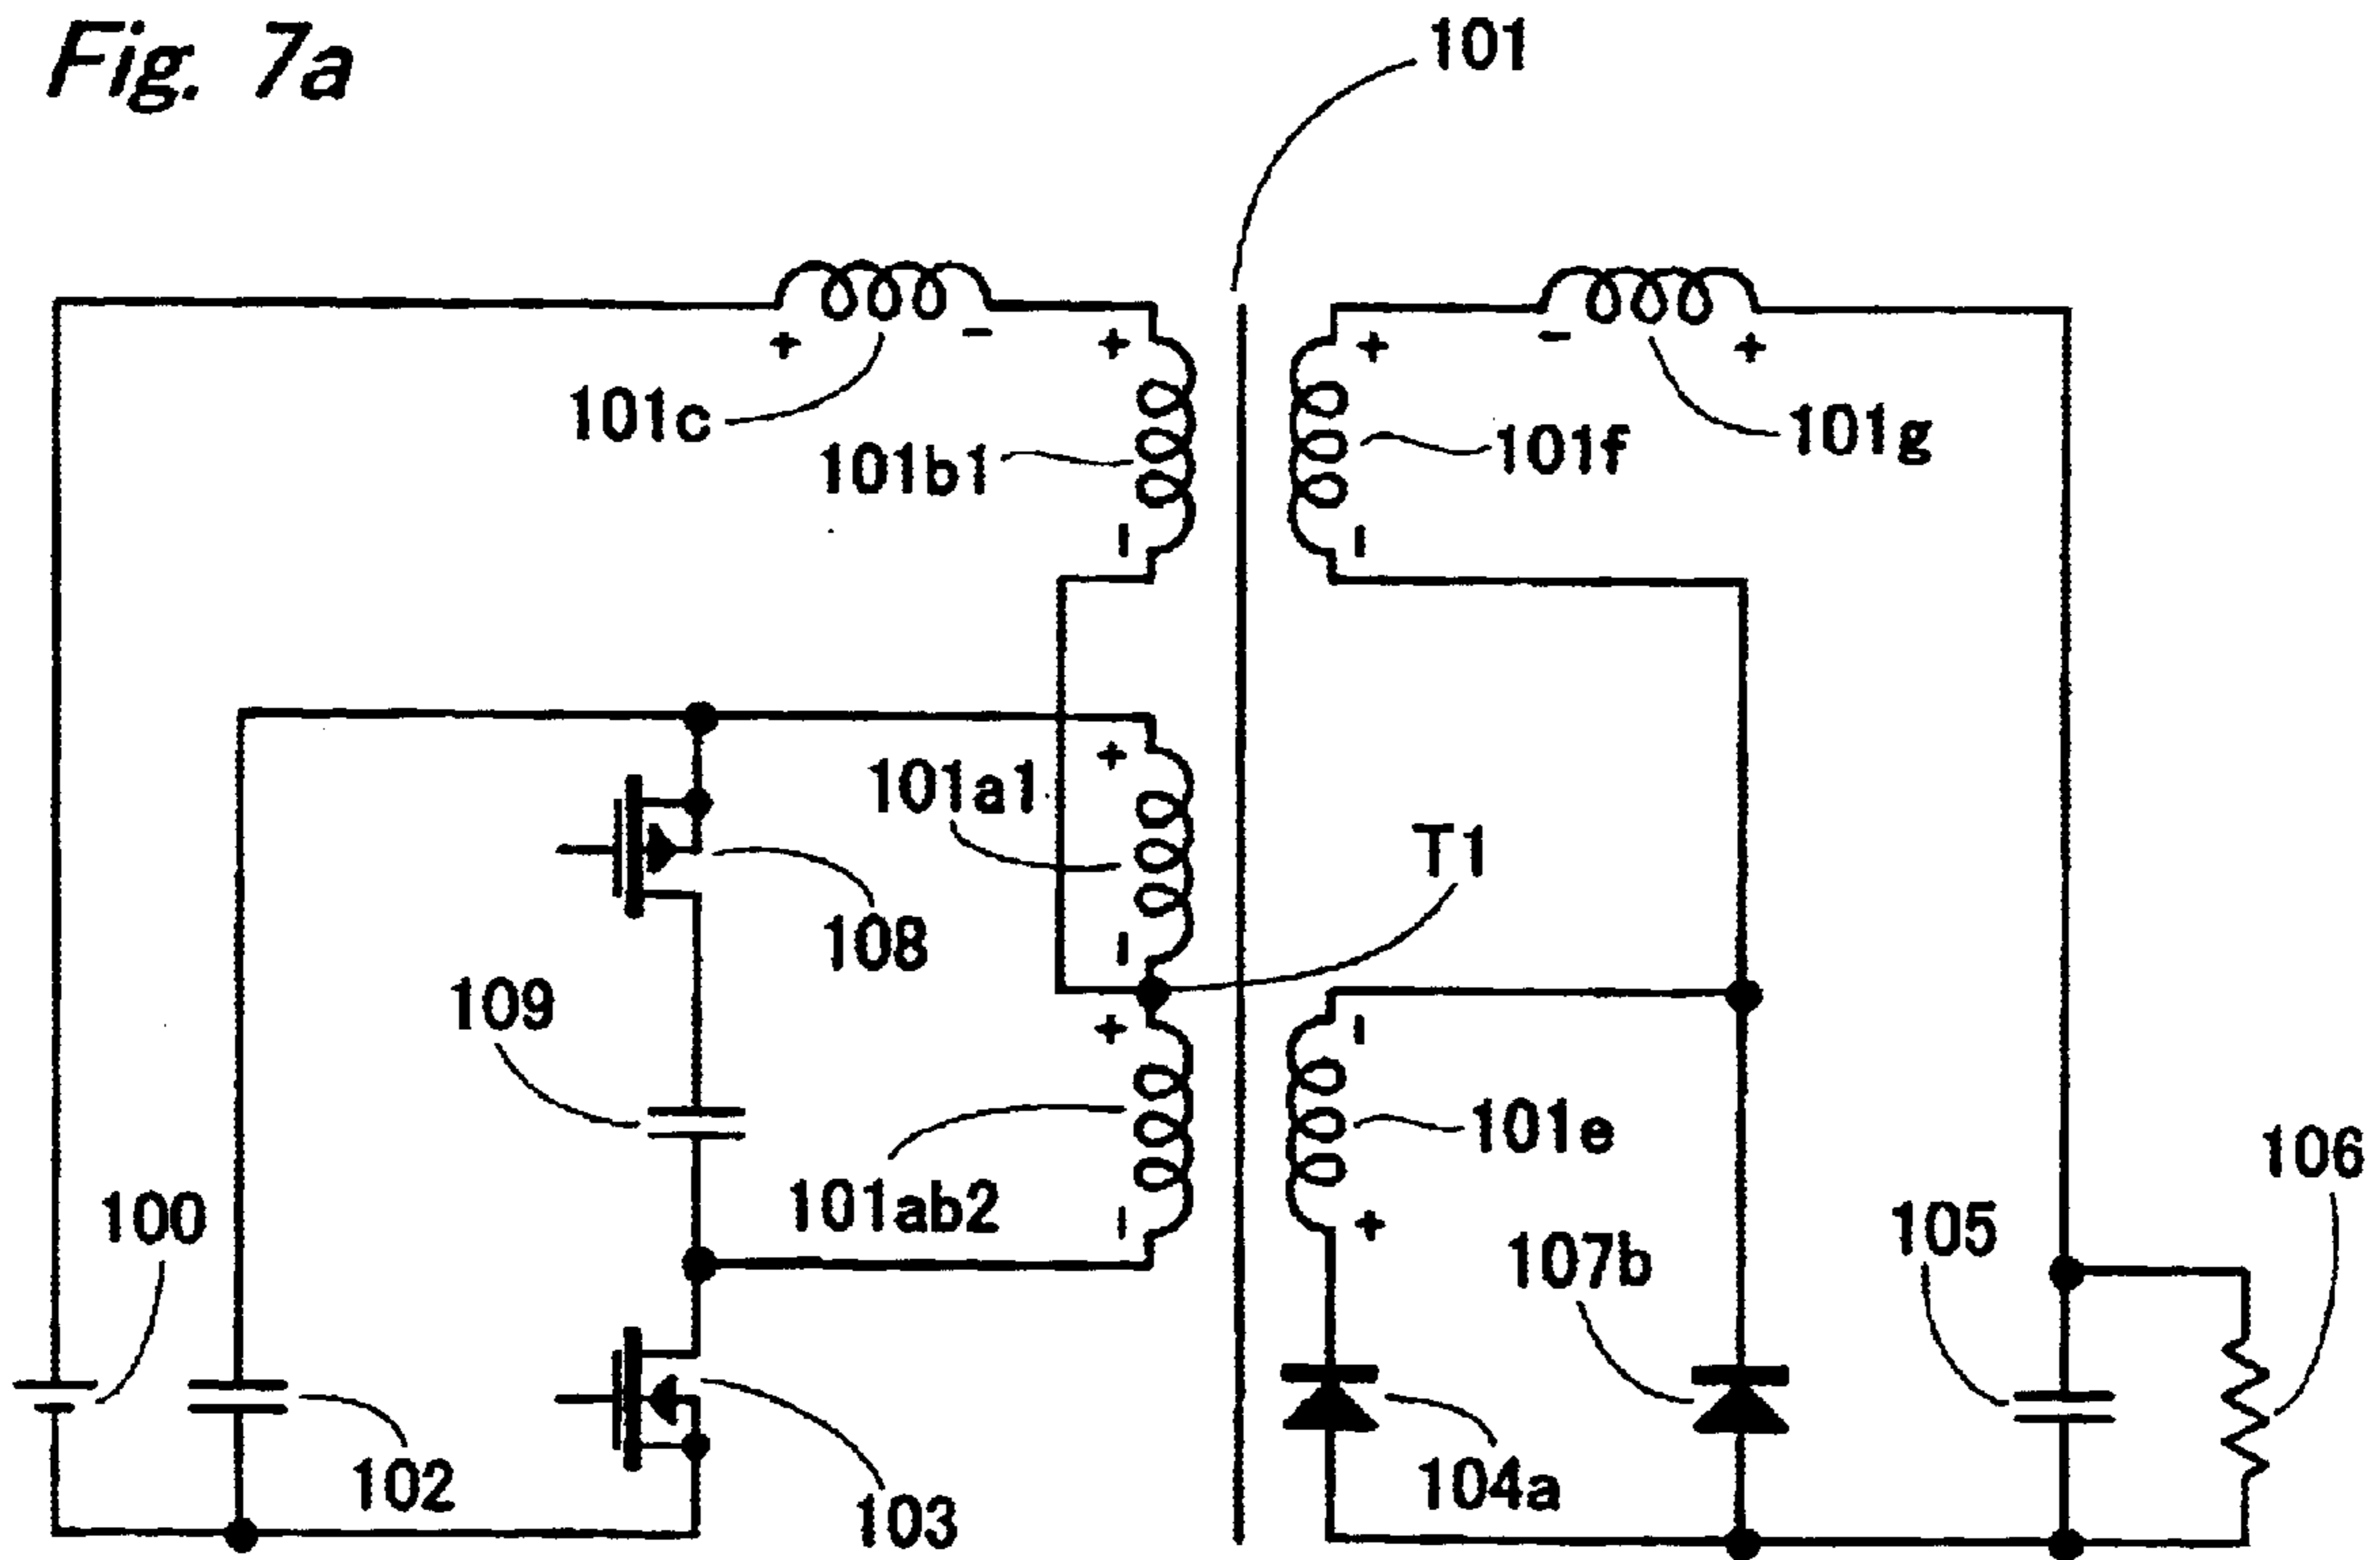 Fig. 7a
101
+ - + + - +
101c
101b1
101f
101g
- -
+
101a1
T1
108
-
109
+ -
101e
101ab2
106
100
- +
105
107b
102
104a
103